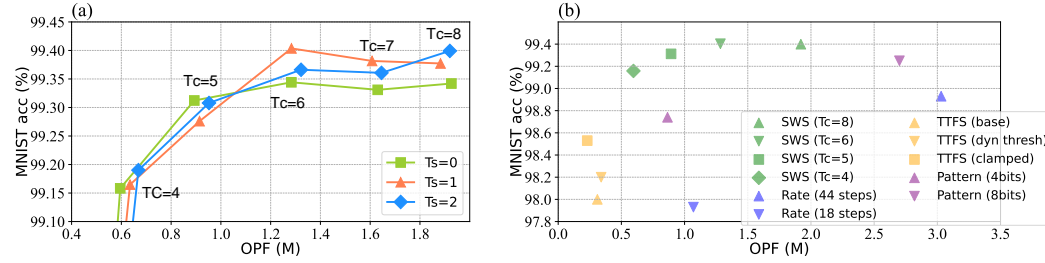 (a)
99.45
99.40
99.35
99.30
99.25
99.20
99.15
99.10
MNIST acc (%)
Tc=8
Tc=7
Tc=5
Tc=6
TC=4
Ts=0
Ts=1
Ts=2
0.4 0.6 0.8 1.0 1.2 1.4 1.6 1.8
OPF (M)
(b)
99.4
99.2
99.0
98.8
98.6
98.4
98.2
98.0
97.8
MNIST acc (%)
SWS (Tc=8)
SWS (Tc=6)
SWS (Tc=5)
SWS (Tc=4)
Rate (44 steps)
Rate (18 steps)
TTFS (base)
TTFS (dyn thresh)
TTFS (clamped)
Pattern (4bits)
Pattern (8bits)
0.0 0.5 1.0 1.5 2.0 2.5 3.0 3.5
OPF (M)